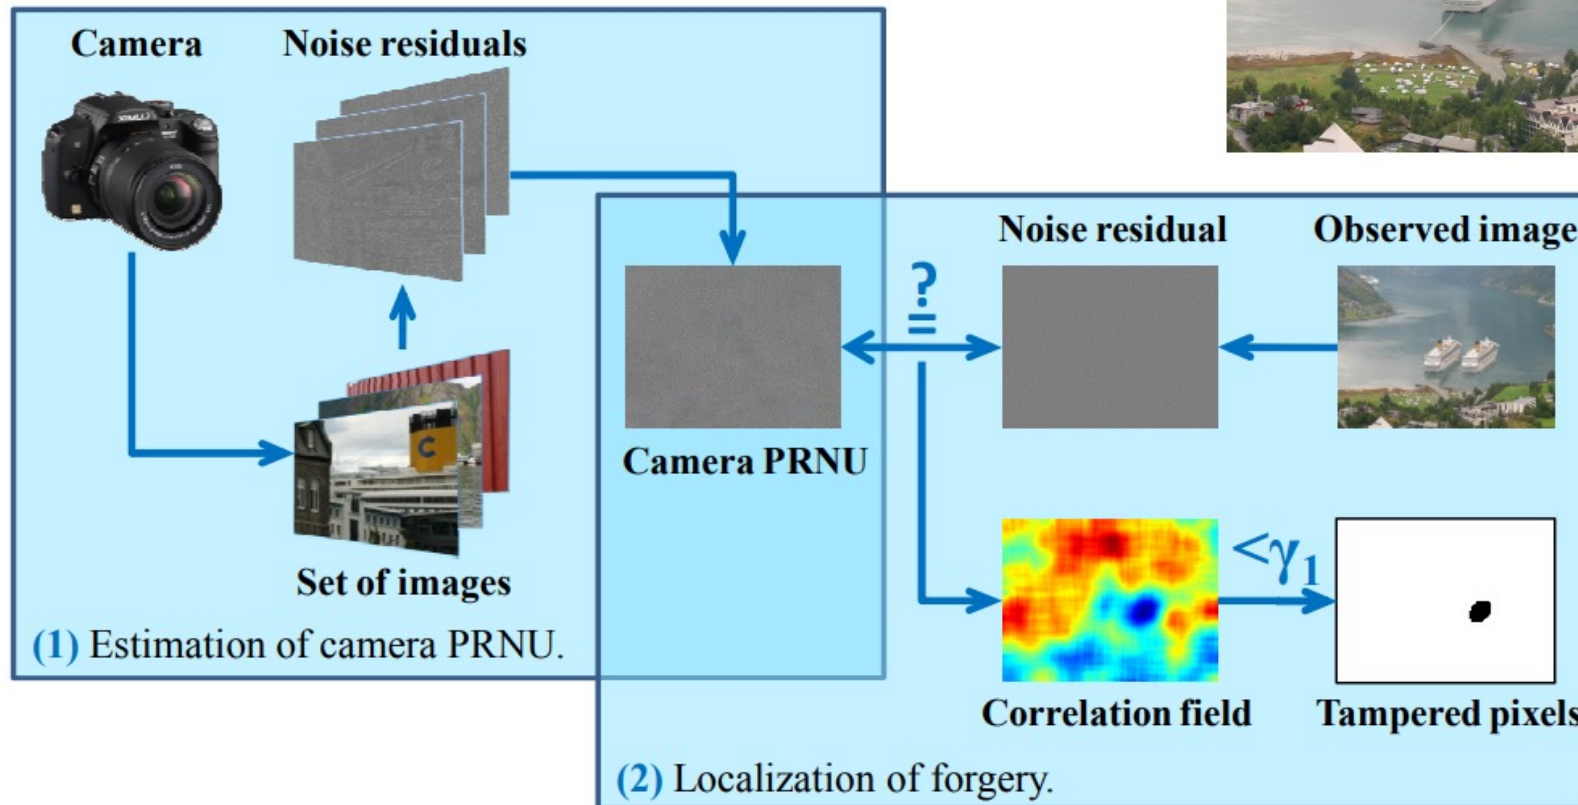 Camera
Noise residuals
LUMIX
Noise residual
Observed image
?
=
Camera PRNU
C
Set of images
<γ1
(1) Estimation of camera PRNU.
Correlation field
Tampered pixels
(2) Localization of forgery.